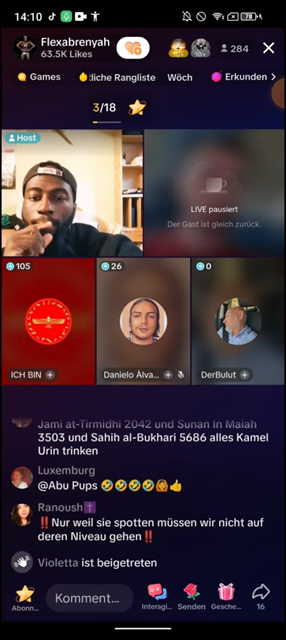 14:10
Flexabrenyah
63.5K Likes
284
Games
:liche Rangliste
Wöch
Erkunden
3/18
Host
LIVE pausiert
Der Gast ist gleich zurück.
105
26
0
ICH BIN
Danielo Àlva...
DerBulut
Jami at-Tirmidhi 2042 und Sunan In Maiah
3503 und Sahih al-Bukhari 5686 alles Kamel
Urin trinken
Luxemburg
@Abu Pups 🤣🤣🤣🤣🙆👍
Ranoush✝️
‼️Nur weil sie spotten müssen wir nicht auf
deren Niveau gehen‼️
Violetta ist beigetreten
Komment...
Abonn...
Interagi...
Senden
Gesche...
16